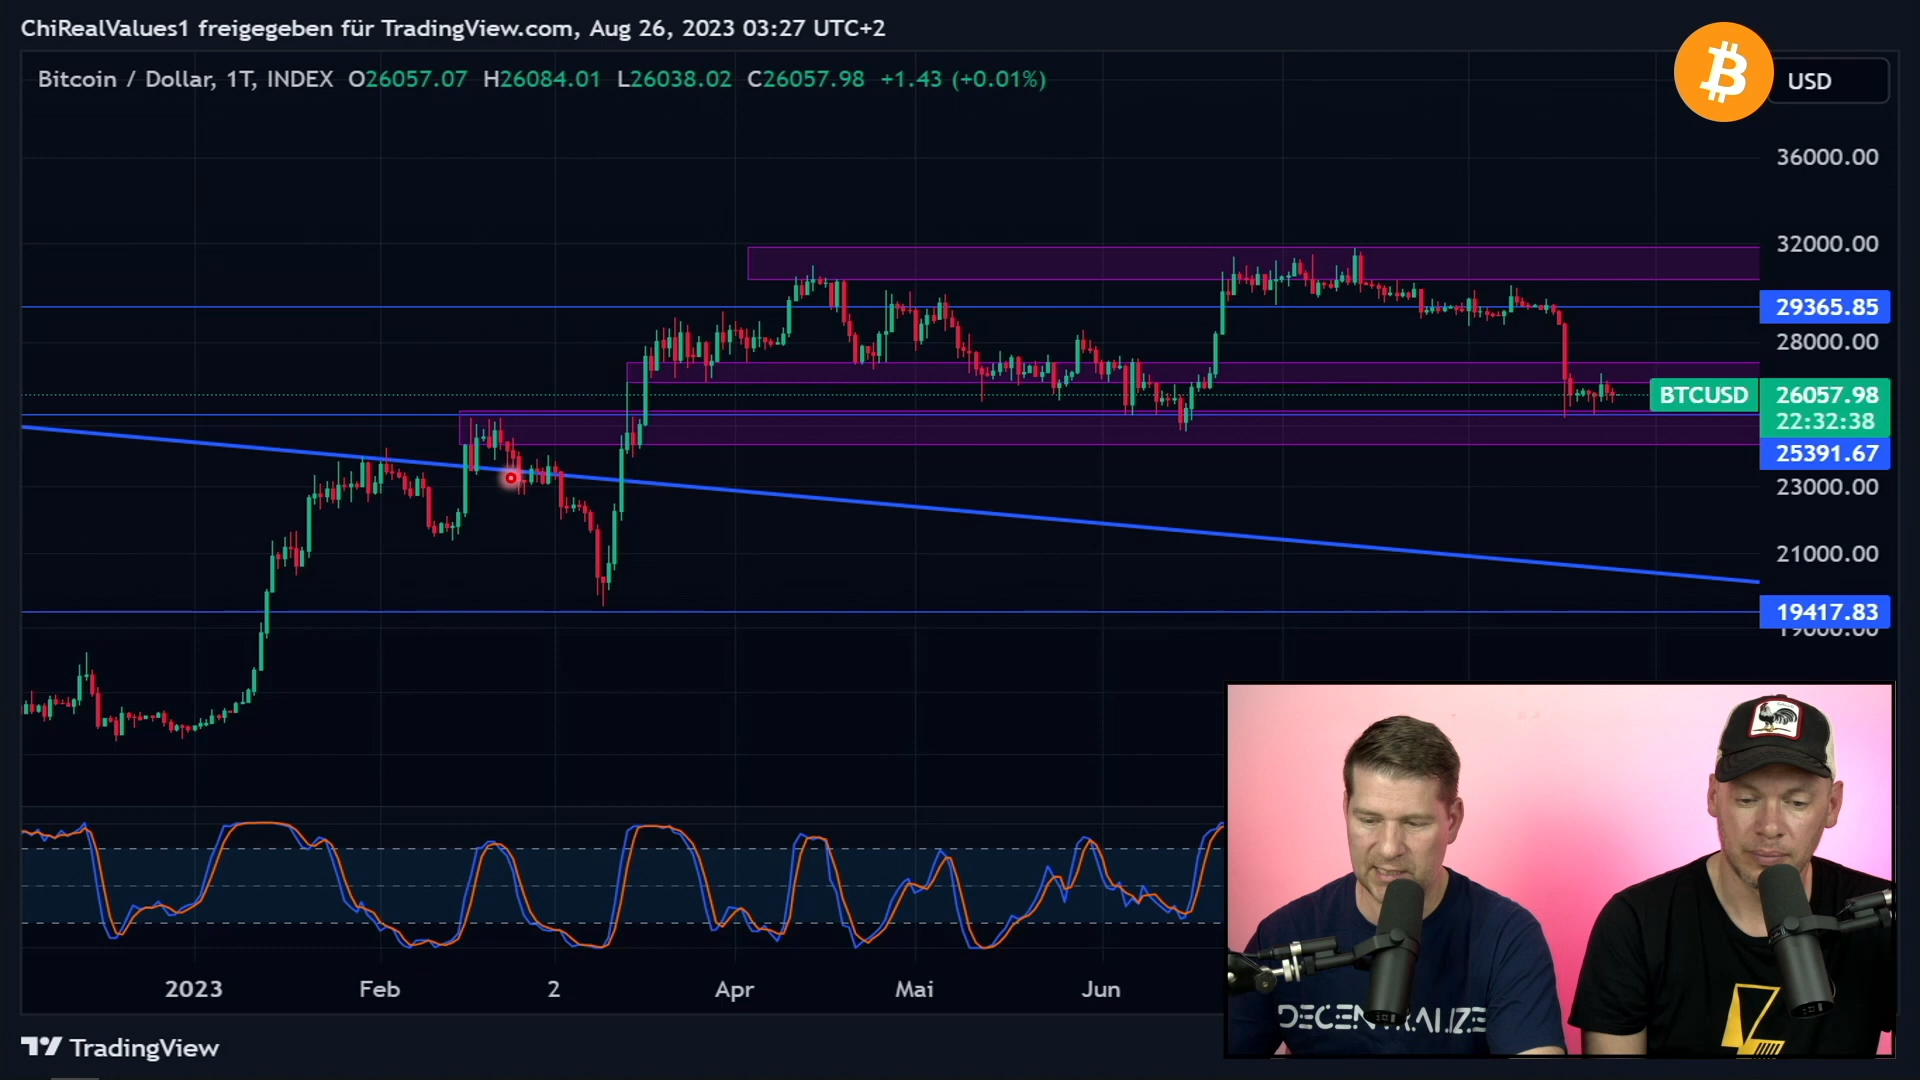 ChiRealValues1 freigegeben für TradingView.com, Aug 26, 2023 03:27 UTC+2
Bitcoin / Dollar, 1T, INDEX O26057.07 H26084.01 L26038.02 C26057.98 +1.43 (+0.01%)
USD
36000.00
32000.00
29365.85
28000.00
BTCUSD 26057.98
22:32:38
25391.67
23000.00
21000.00
19417.83
19000.00
2023 Feb 2 Apr Mai Jun
DECENTRALIZE
TradingView